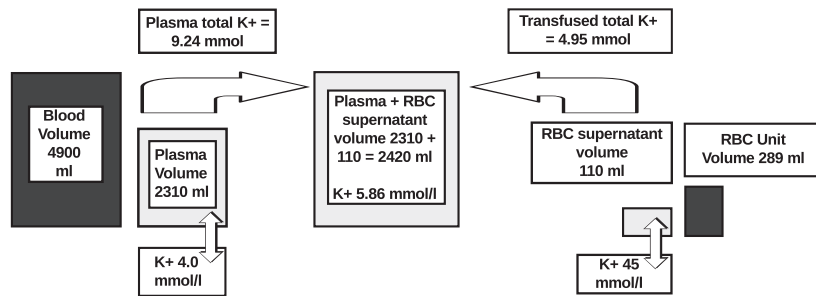 Plasma total K+ =
9.24 mmol
Transfused total K+
= 4.95 mmol
Blood
Volume
4900
ml
Plasma
Volume
2310 ml
K+ 4.0
mmol/l
Plasma + RBC
supernatant
volume 2310 +
110 = 2420 ml
K+ 5.86 mmol/l
RBC supernatant
volume
110 ml
RBC Unit
Volume 289 ml
K+ 45
mmol/l